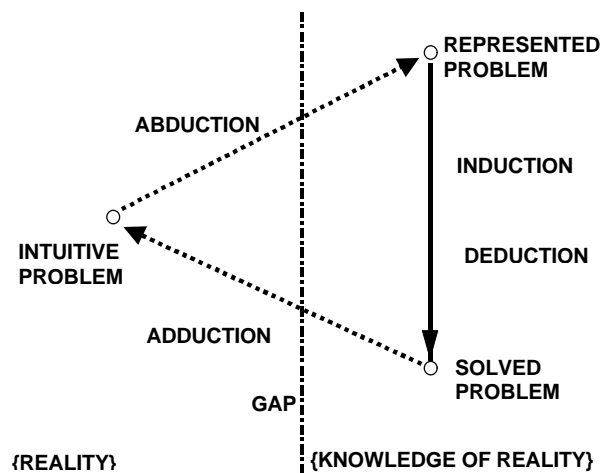 REPRESENTED
PROBLEM
ABDUCTION
INDUCTION
INTUITIVE
PROBLEM
DEDUCTION
ADDUCTION
SOLVED
PROBLEM
GAP
{REALITY}
{KNOWLEDGE OF REALITY}